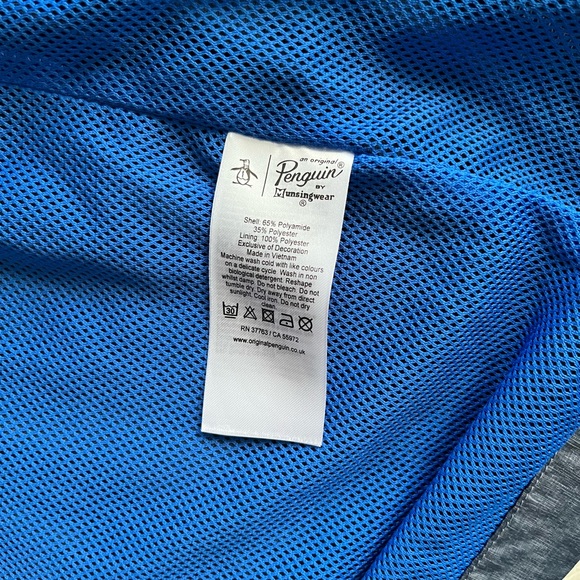 an original
Penguin®
BY
Munsingwear
®
Shell: 65% Polyamide
35% Polyester
Lining: 100% Polyester
Exclusive of Decoration
Made in Vietnam
Machine wash cold with like colours
on a delicate cycle. Wash in non
biological detergent. Reshape
whilst damp. Do not bleach. Do not
tumble dry. Dry away from direct
sunlight. Cool iron. Do not dry
clean.
30
RN 37763 / CA 55972
www.originalpenguin.co.uk